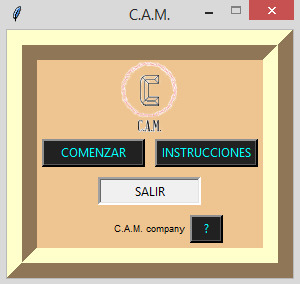 C.A.M.
C
C.A.M.
COMENZAR INSTRUCCIONES
SALIR
C.A.M. company ?